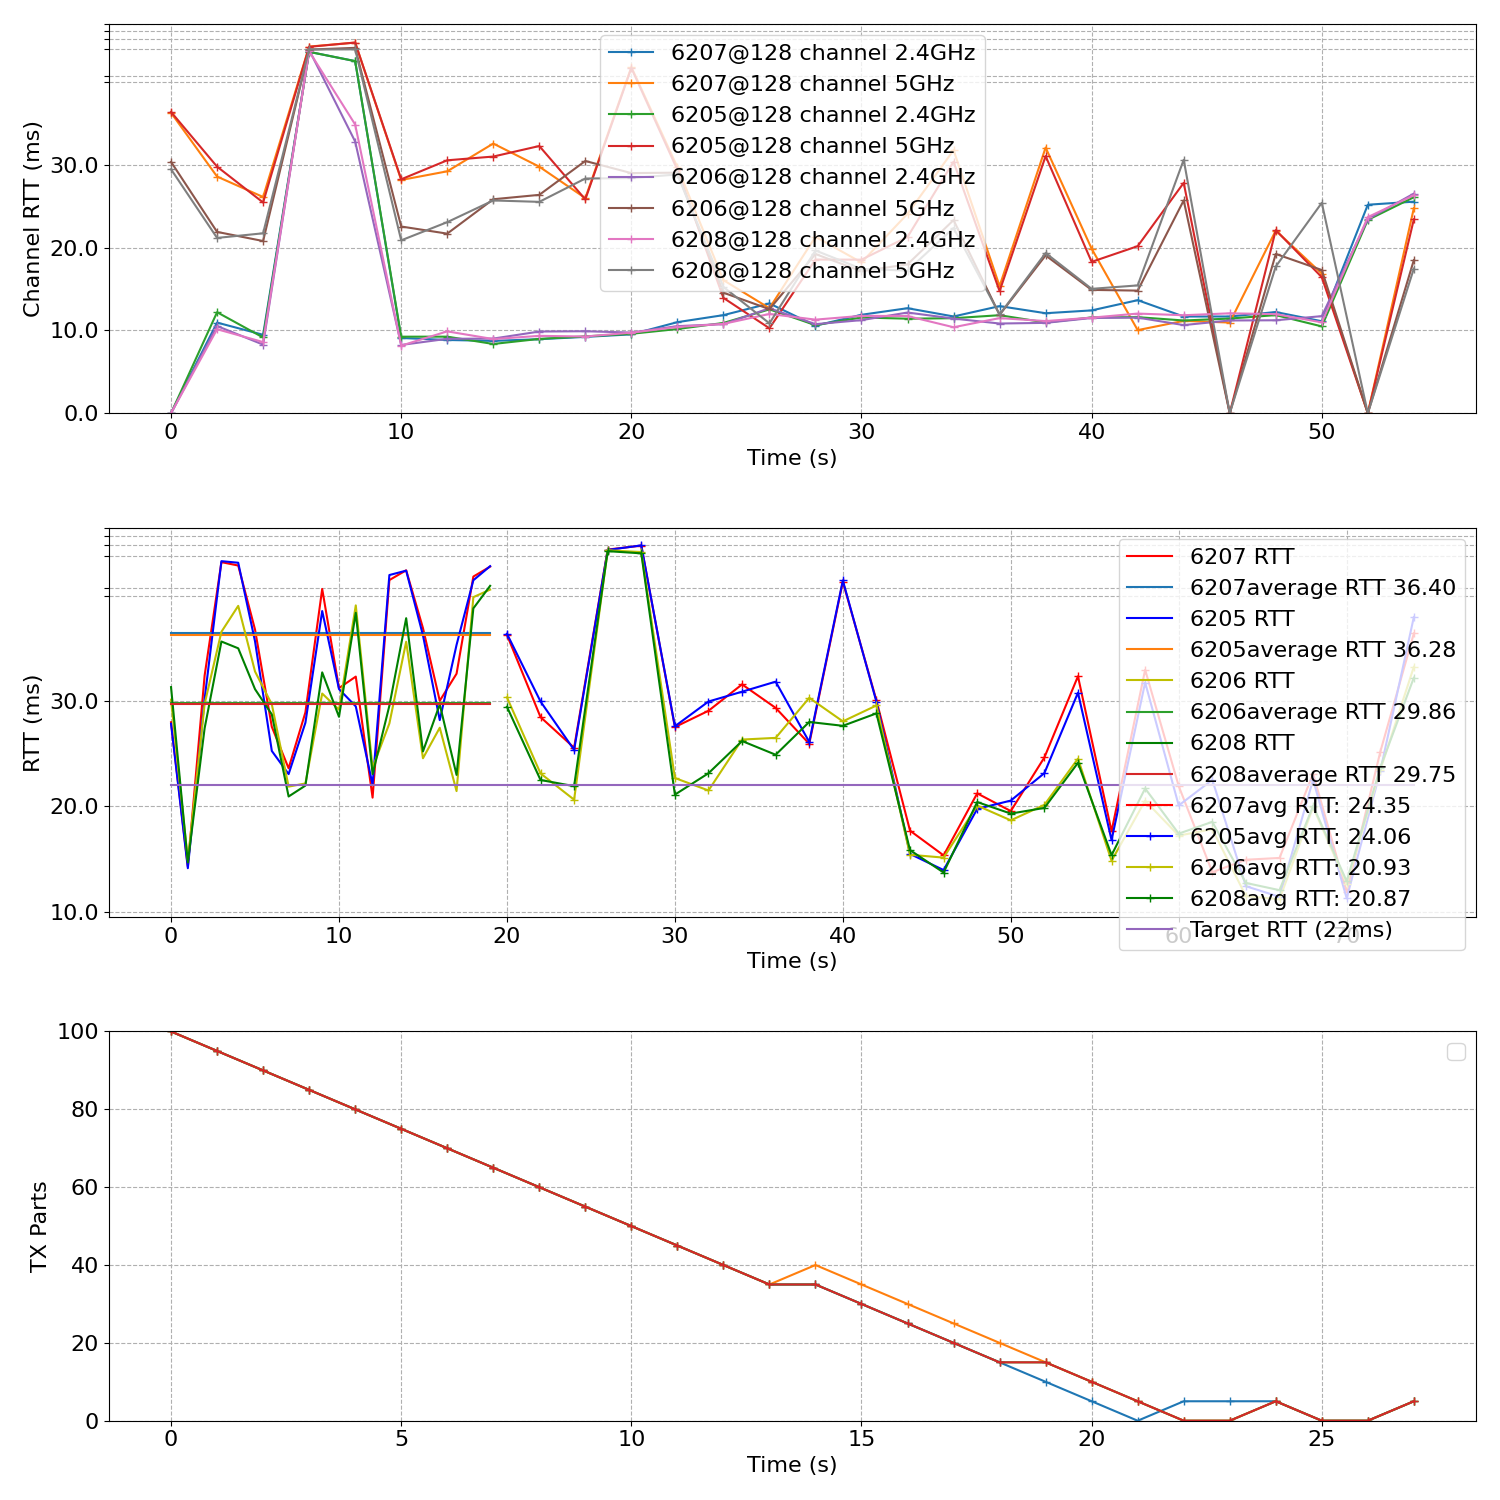 Channel RTT (ms)
30.0
20.0
10.0
0.0
6207@128 channel 2.4GHz
6207@128 channel 5GHz
6205@128 channel 2.4GHz
6205@128 channel 5GHz
6206@128 channel 2.4GHz
6206@128 channel 5GHz
6208@128 channel 2.4GHz
6208@128 channel 5GHz
0 10 20 30 40 50
Time (s)
RTT (ms)
30.0
20.0
10.0
6207 RTT
6207average RTT 36.40
6205 RTT
6205average RTT 36.28
6206 RTT
6206average RTT 29.86
6208 RTT
6208average RTT 29.75
6207avg RTT: 24.35
6205avg RTT: 24.06
6206avg RTT: 20.93
6208avg RTT: 20.87
Target RTT (22ms)
0 10 20 30 40 50 60 70
Time (s)
TX Parts
100
80
60
40
20
0
0 5 10 15 20 25
Time (s)